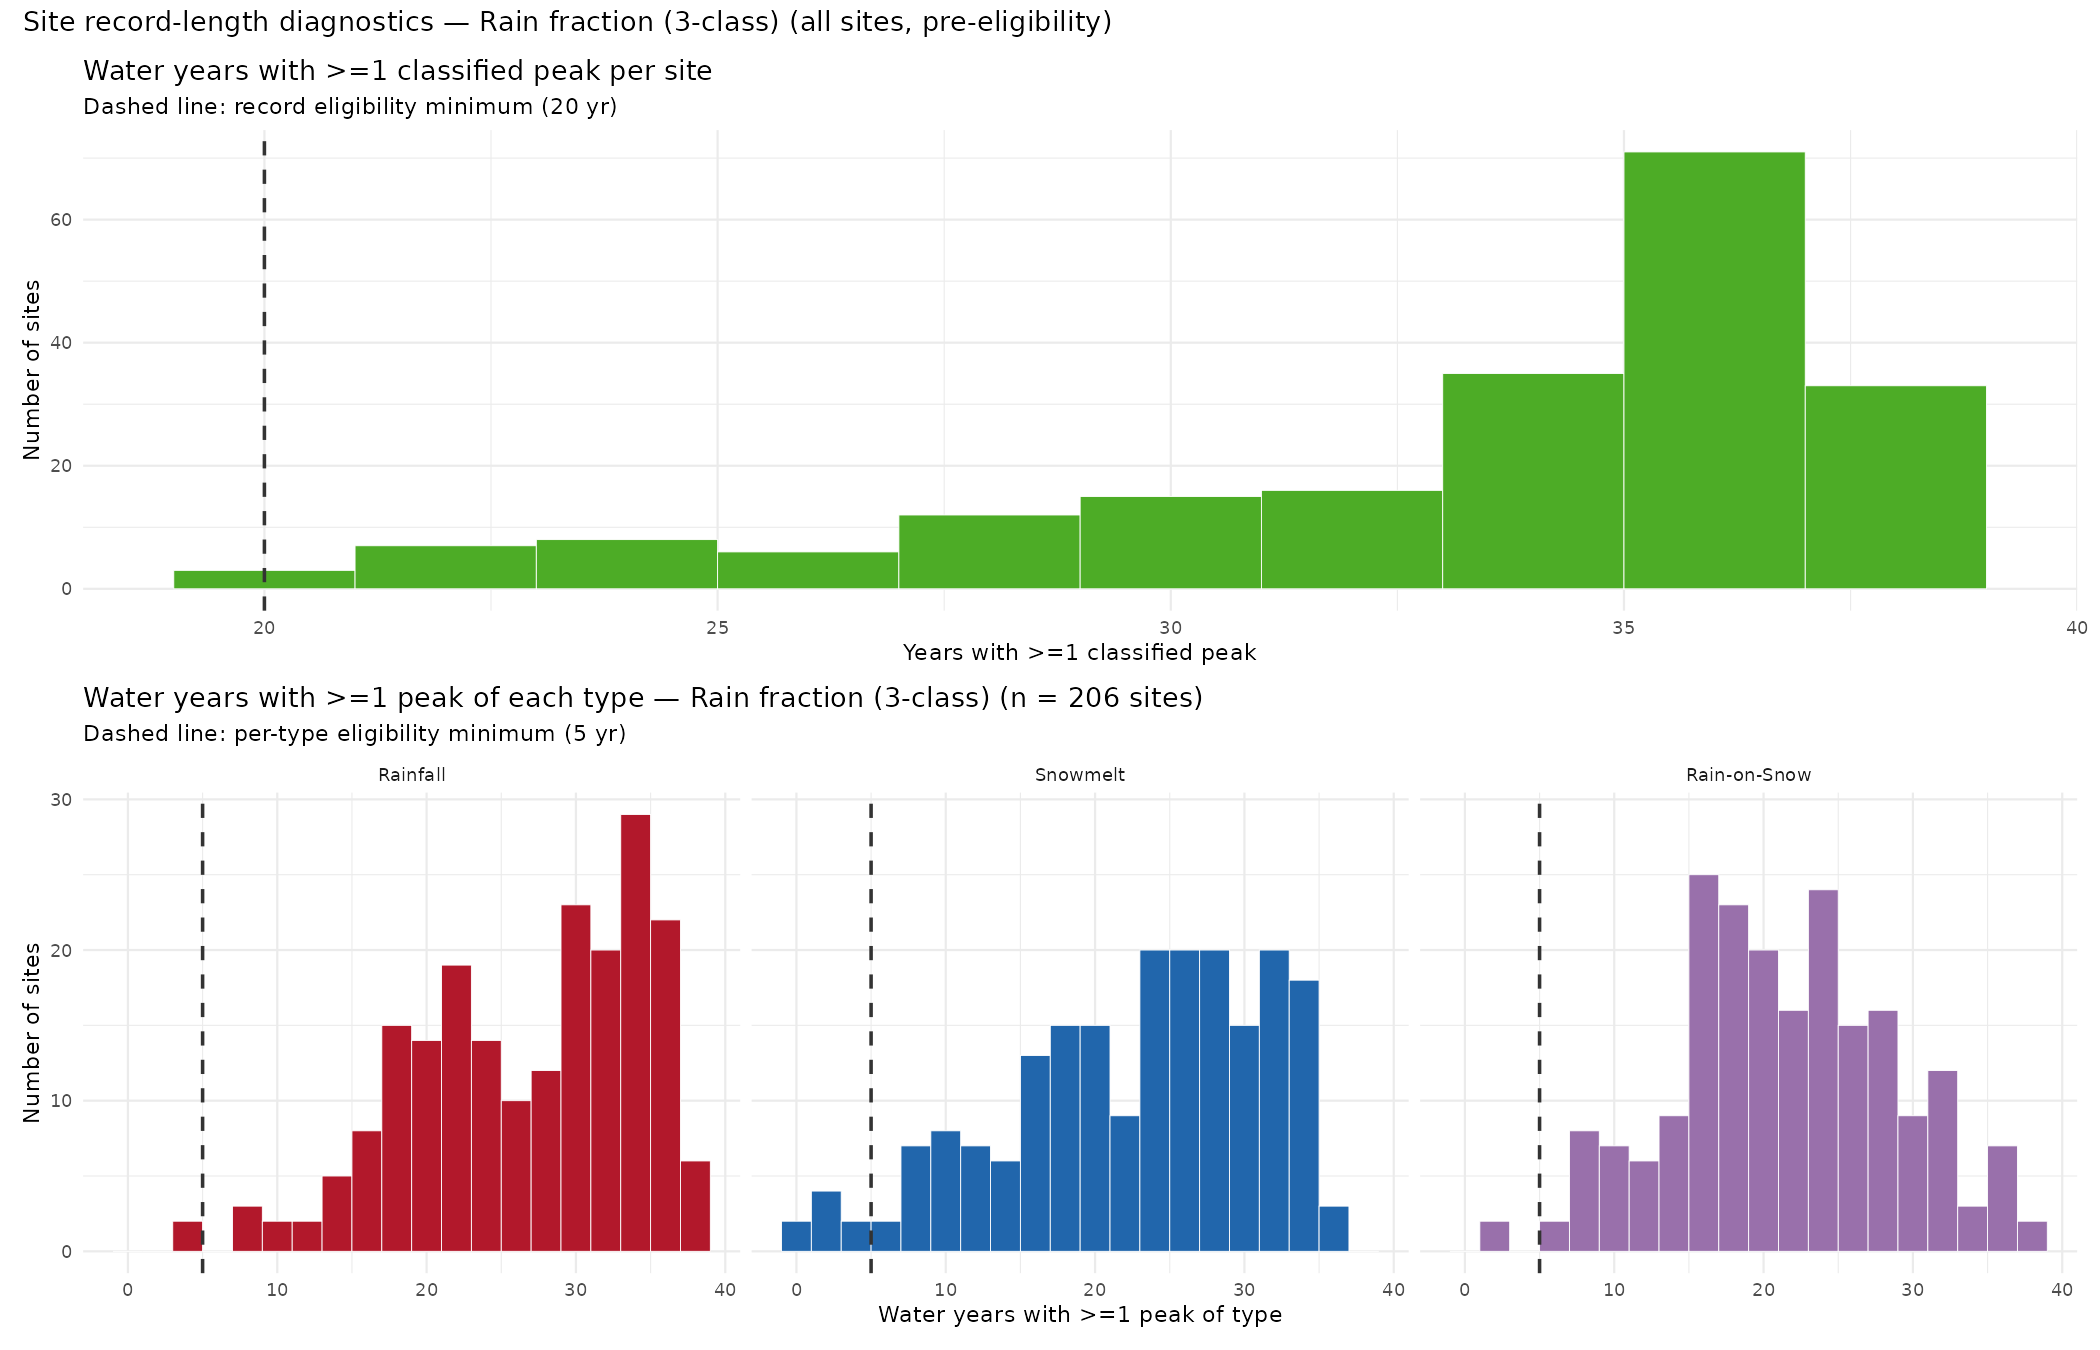 Site record-length diagnostics — Rain fraction (3-class) (all sites, pre-eligibility)
Water years with >=1 classified peak per site
Dashed line: record eligibility minimum (20 yr)
Number of sites
60
40
20
0
20 25 30 35 40
Years with >=1 classified peak
Water years with >=1 peak of each type — Rain fraction (3-class) (n = 206 sites)
Dashed line: per-type eligibility minimum (5 yr)
Rainfall Snowmelt Rain-on-Snow
Number of sites
30
20
10
0
0 10 20 30 40 0 10 20 30 40 0 10 20 30 40
Water years with >=1 peak of type